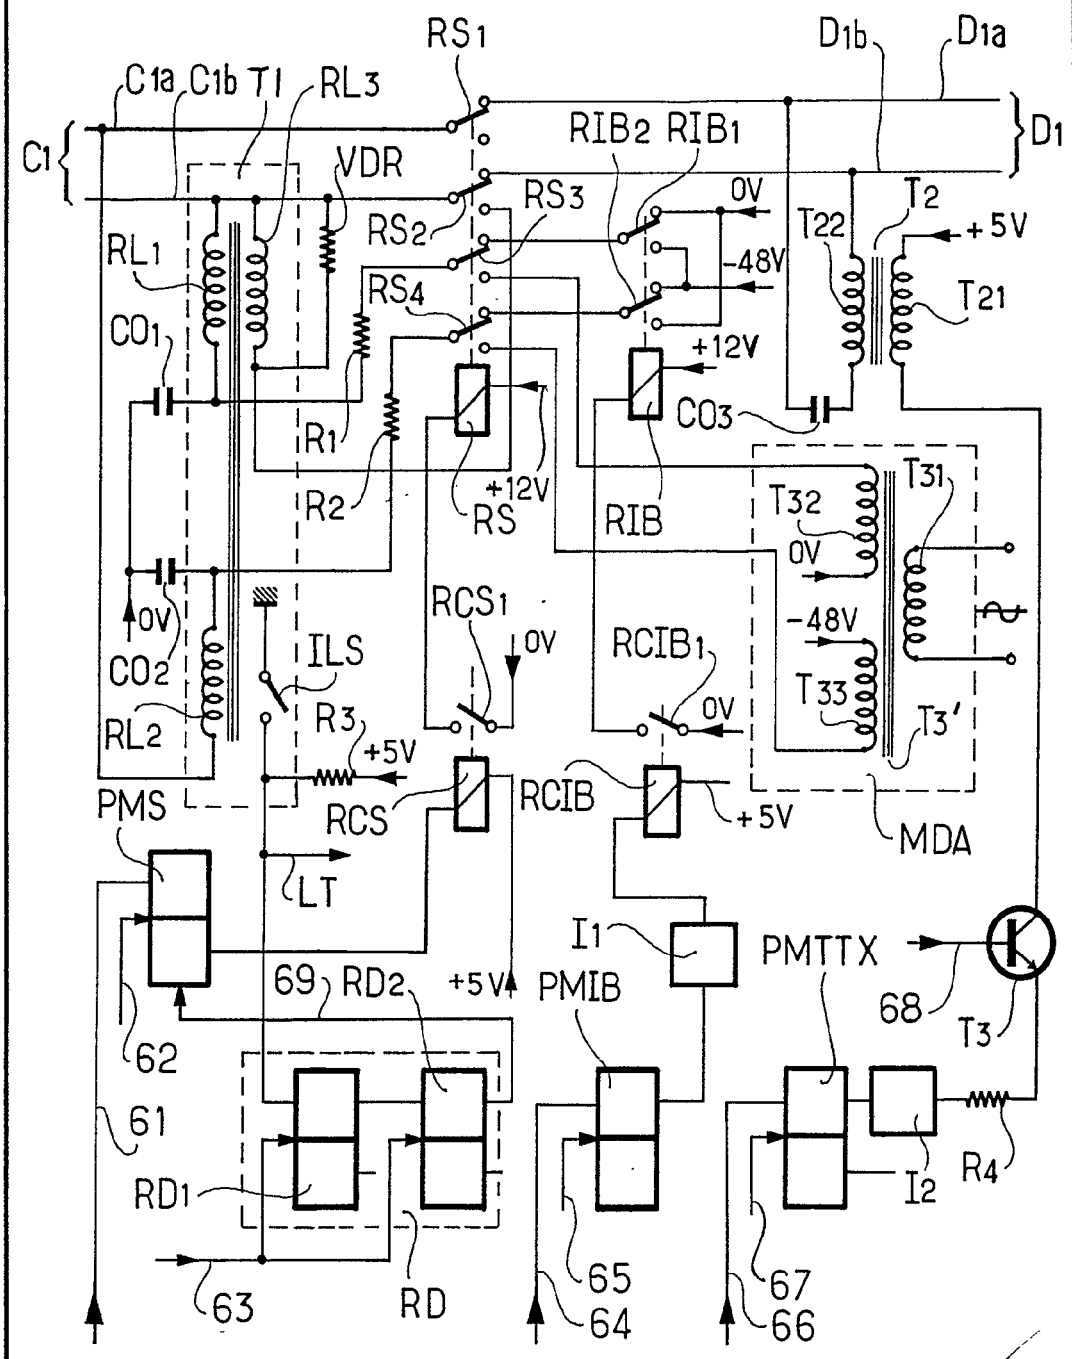 RS1
D1b
D1a
C1a
C1b
T1
RL3
RIB2
RIB1
C1
D1
VDR
RS3
0V
T2
RS2
T22
+5V
RL1
-48V
RS4
T21
CO1
+12V
R1
CO3
R2
+12V
T31
RS
RIB
T32
0V
RCS1
0V
-48V
0V
ILS
RCIB1
CO2
T33
RL2
R3
0V
T3'
+5V
PMS
RCS
RCIB
+5V
MDA
LT
I1
PMTTX
69
RD2
+5V
PMIB
68
T3
62
61
R4
RD1
I2
65
67
63
RD
64
66